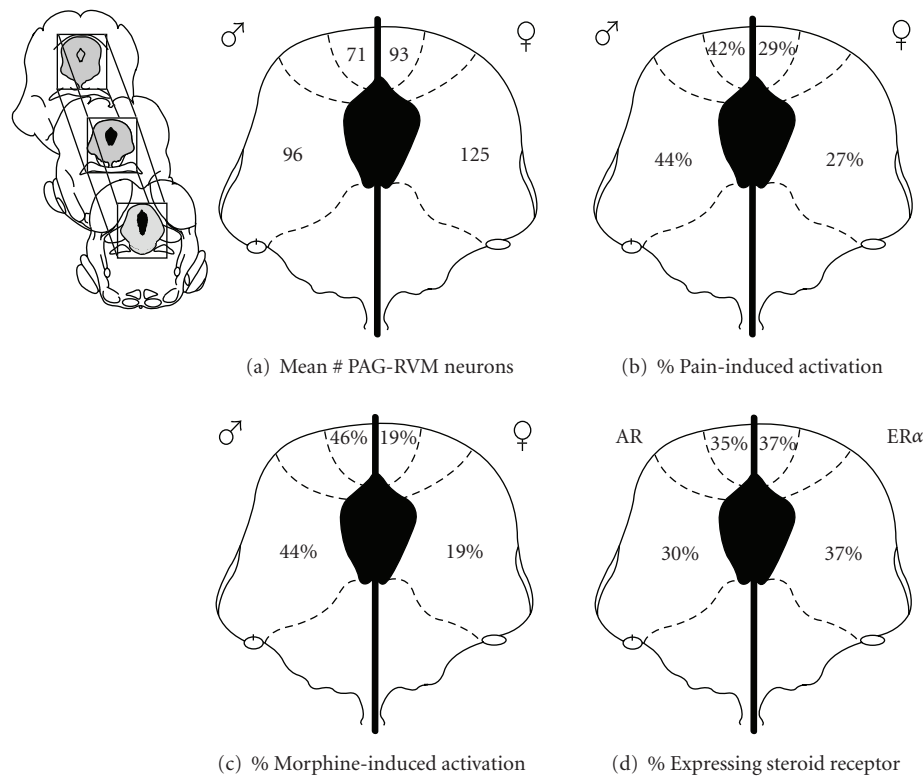 ♂ 71 93 ♀
96 125
(a) Mean # PAG-RVM neurons
♂ 42% 29% ♀
44% 27%
(b) % Pain-induced activation
♂ 46% 19% ♀
44% 19%
(c) % Morphine-induced activation
AR 35% 37% ERα
30% 37%
(d) % Expressing steroid receptor